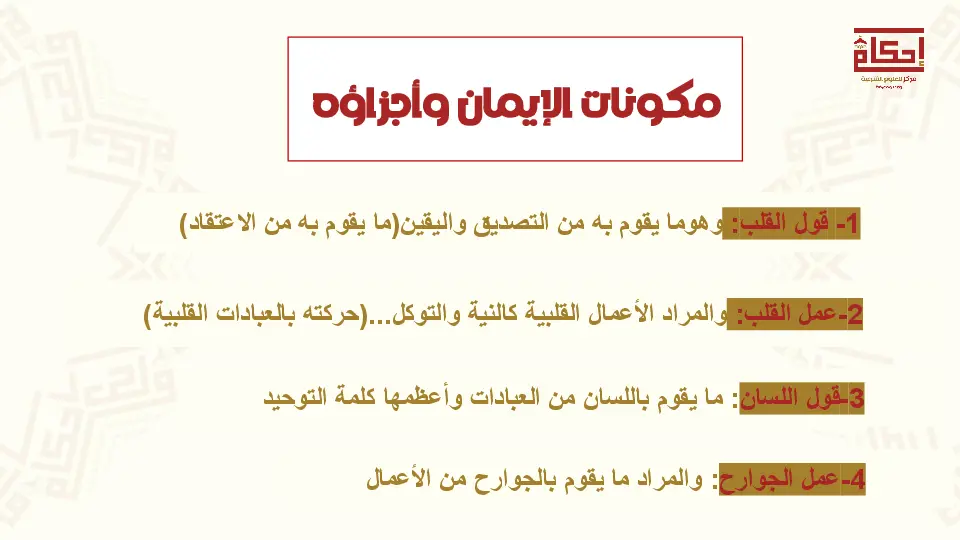 إحكام
مركز للعلوم الشرعية
مكونات الإيمان وأجزاؤه
1- قول القلب: وهوما يقوم به من التصديق واليقين(ما يقوم به من الاعتقاد)
2-عمل القلب: والمراد الأعمال القلبية كالنية والتوكل...(حركته بالعبادات القلبية)
3-قول اللسان: ما يقوم باللسان من العبادات وأعظمها كلمة التوحيد
4-عمل الجوارح: والمراد ما يقوم بالجوارح من الأعمال